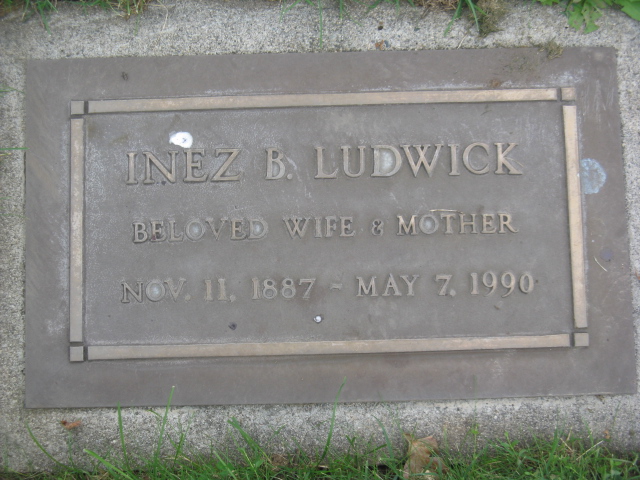 INEZ B. LUDWICK
BELOVED WIFE & MOTHER
NOV. 11, 1887 - MAY 7, 1990